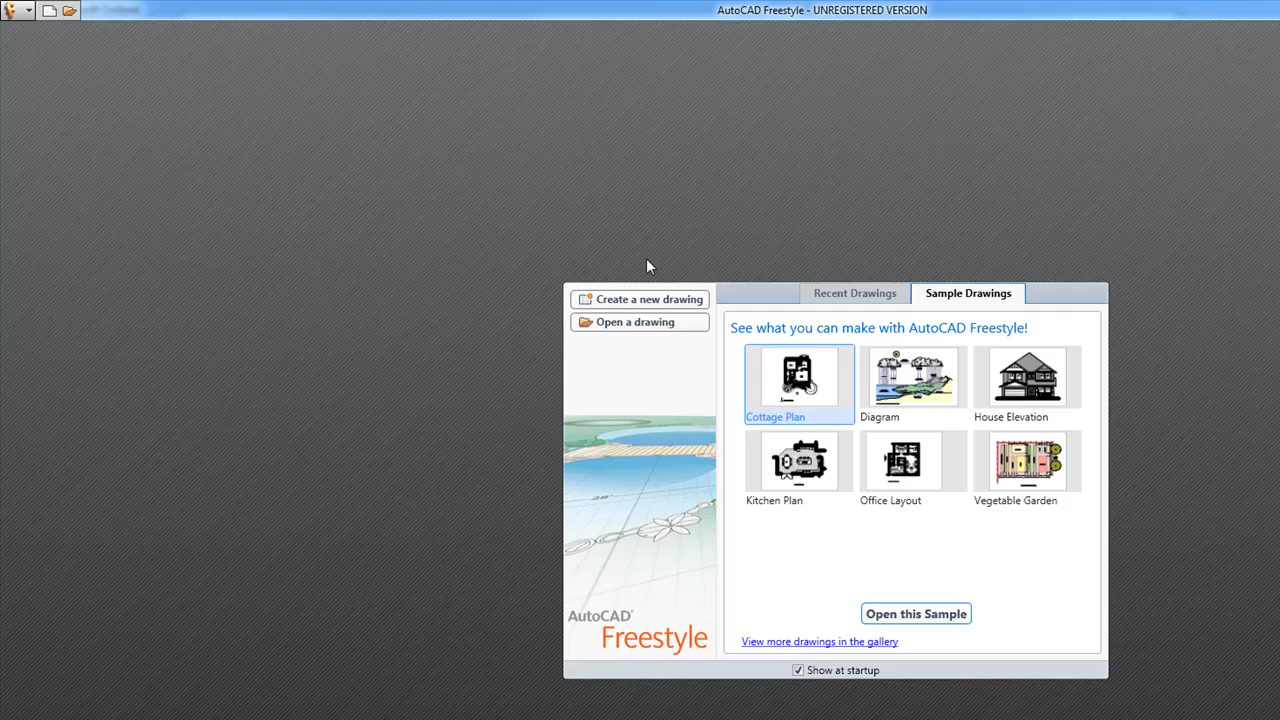 AutoCAD Freestyle - UNREGISTERED VERSION
Create a new drawing
Open a drawing
Recent Drawings
Sample Drawings
See what you can make with AutoCAD Freestyle!
Cottage Plan
Diagram
House Elevation
Kitchen Plan
Office Layout
Vegetable Garden
Open this Sample
View more drawings in the gallery
AutoCAD®
Freestyle
Show at startup